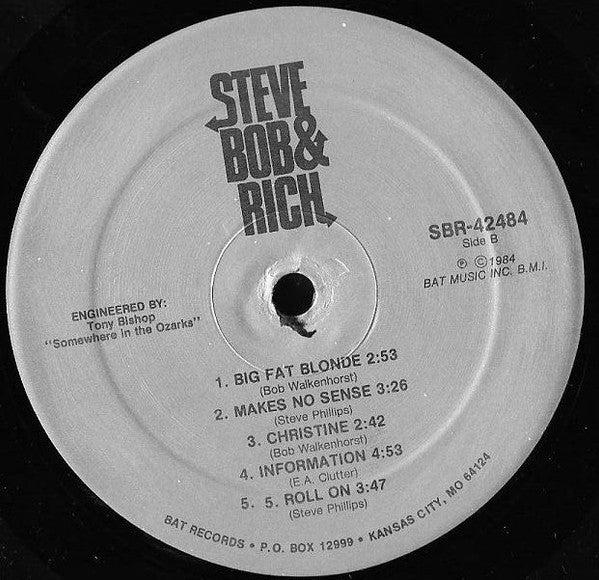 STEVE
BOB &
RICH
SBR-42484
Side B
℗ © 1984
BAT MUSIC INC. B.M.I.
ENGINEERED BY:
Tony Bishop
"Somewhere in the Ozarks"
1. BIG FAT BLONDE 2:53
(Bob Walkenhorst)
2. MAKES NO SENSE 3:26
(Steve Phillips)
3. CHRISTINE 2:42
(Bob Walkenhorst)
4. INFORMATION 4:53
(E.A. Clutter)
5. 5. ROLL ON 3:47
(Steve Phillips)
BAT RECORDS • P.O. BOX 12999 • KANSAS CITY, MO 64124